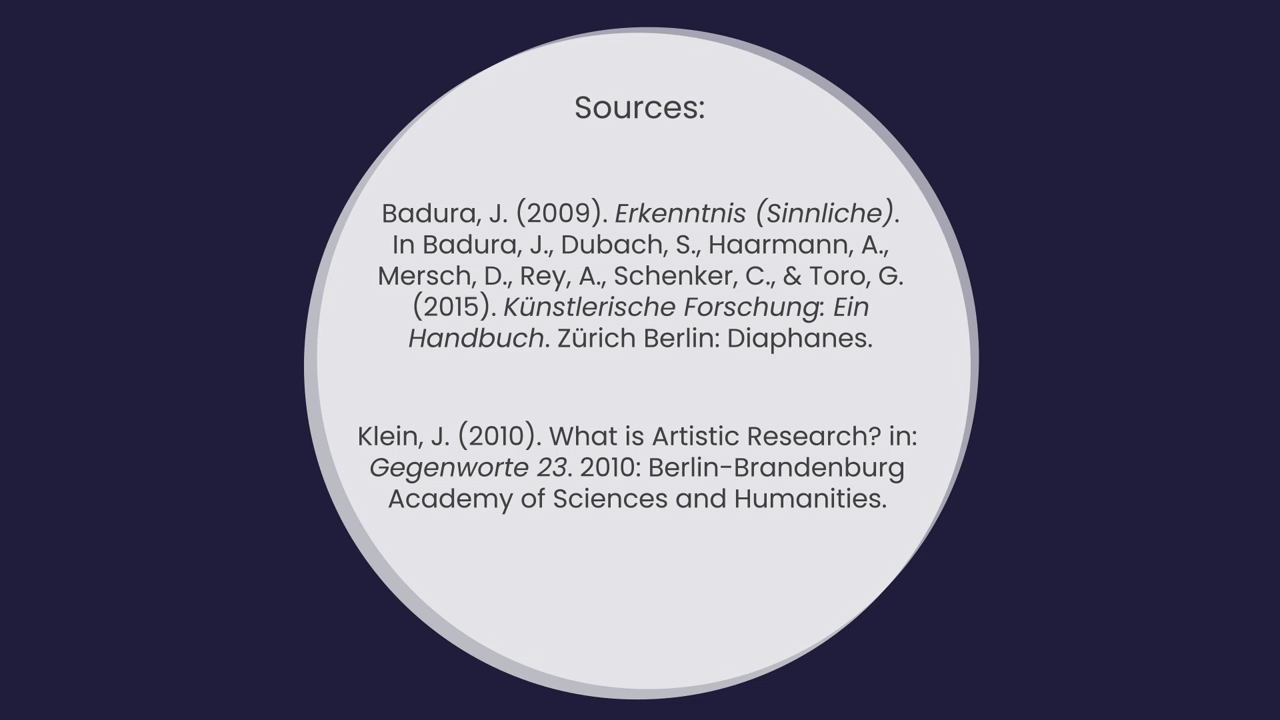 Sources:
Badura, J. (2009). Erkenntnis (Sinnliche).
In Badura, J., Dubach, S., Haarmann, A.,
Mersch, D., Rey, A., Schenker, C., & Toro, G.
(2015). Künstlerische Forschung: Ein
Handbuch. Zürich Berlin: Diaphanes.
Klein, J. (2010). What is Artistic Research? in:
Gegenworte 23. 2010: Berlin-Brandenburg
Academy of Sciences and Humanities.